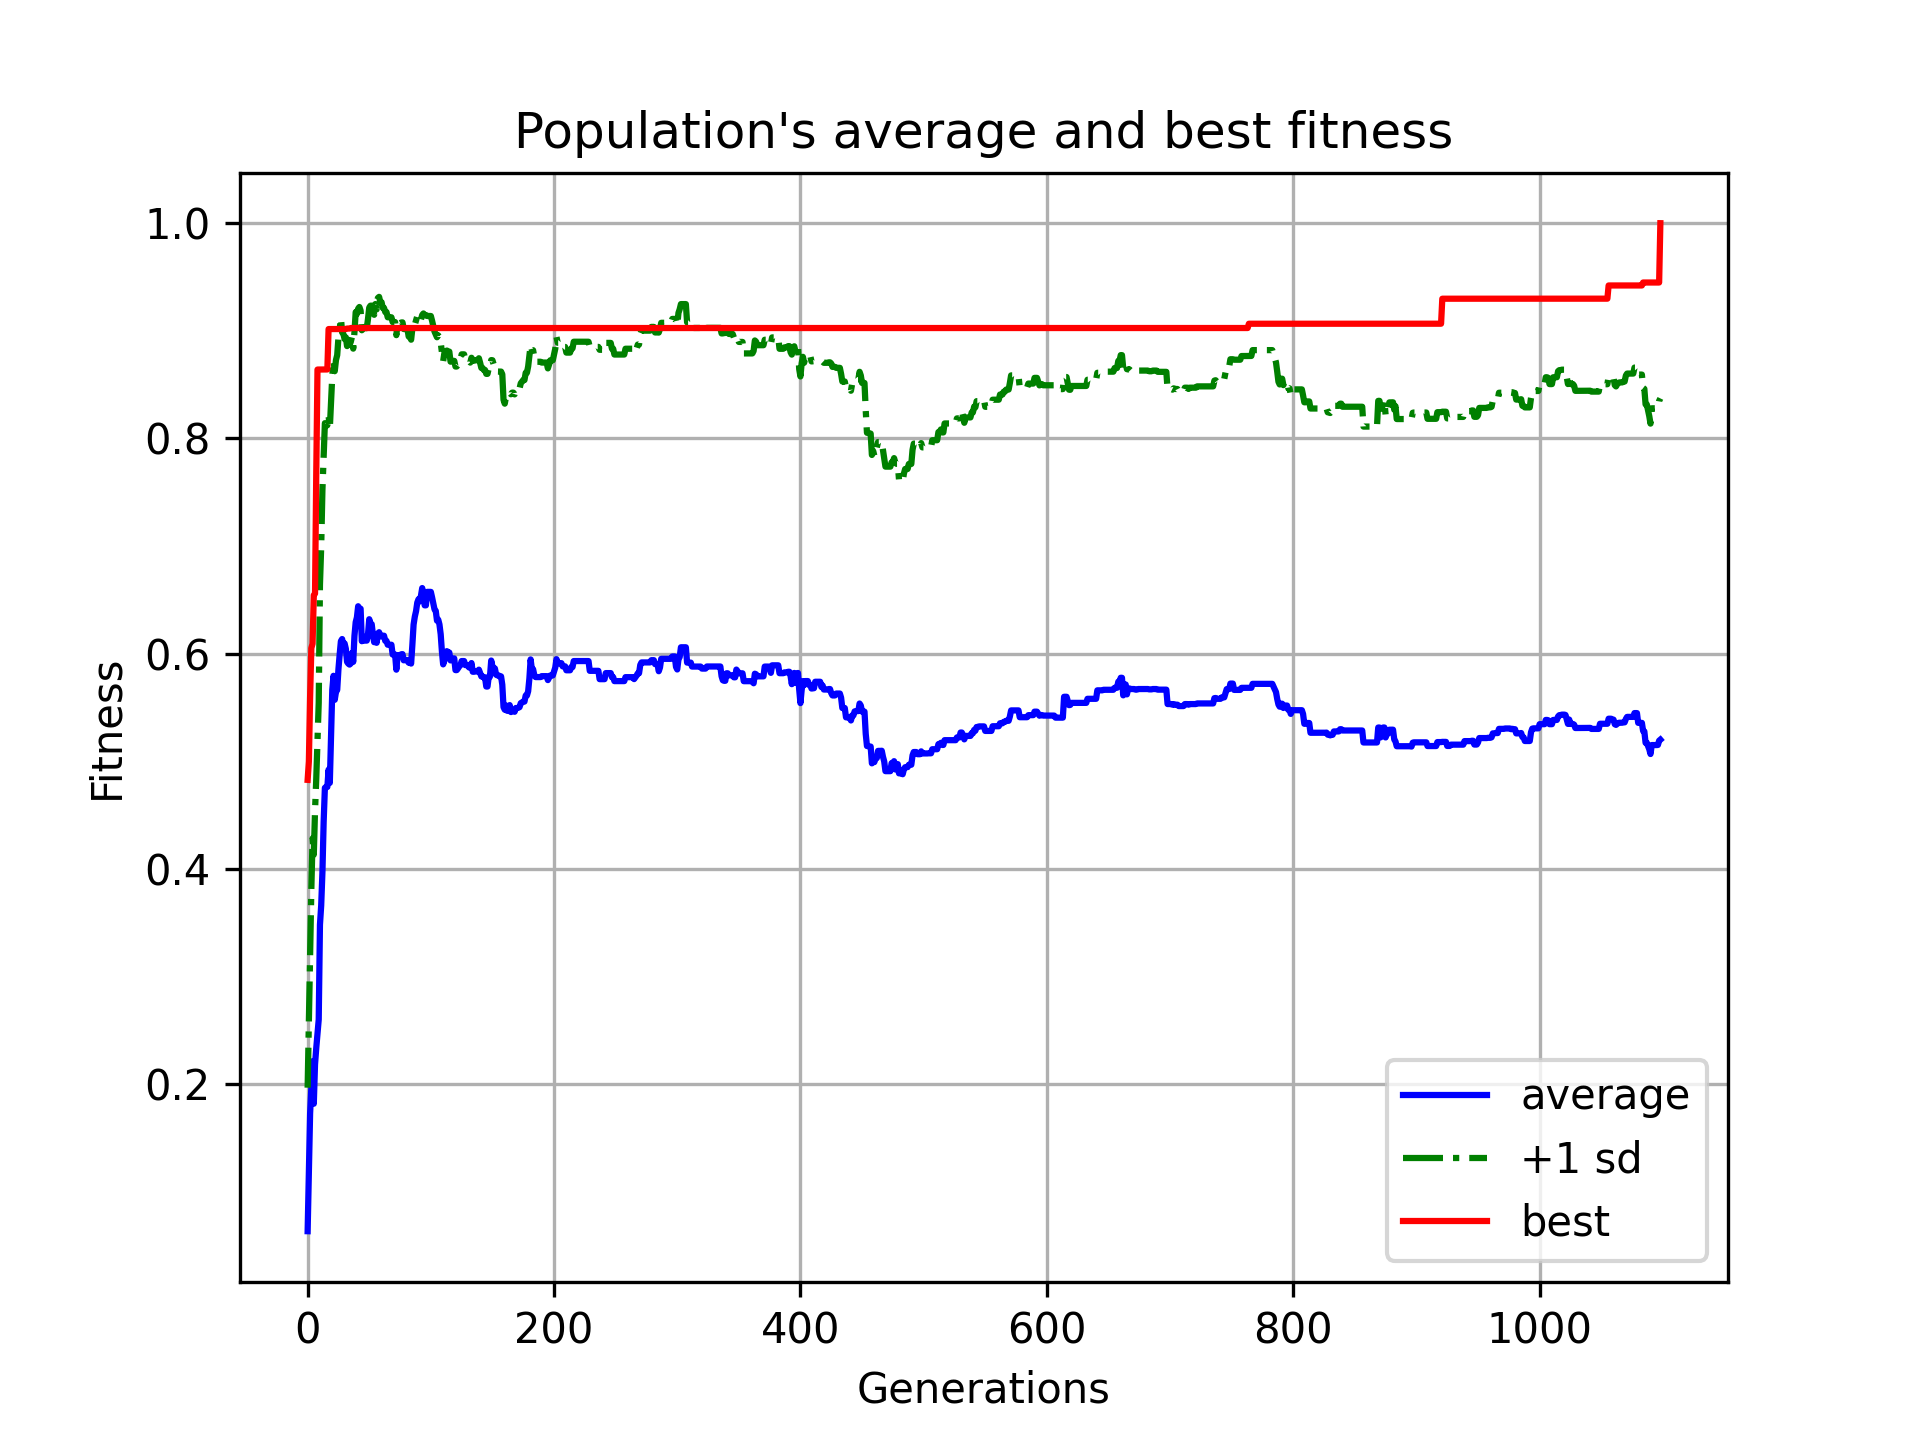 Population's average and best fitness
1.0
0.8
0.6
0.4
0.2
Fitness
0
200
400
600
800
1000
Generations
average
+1 sd
best